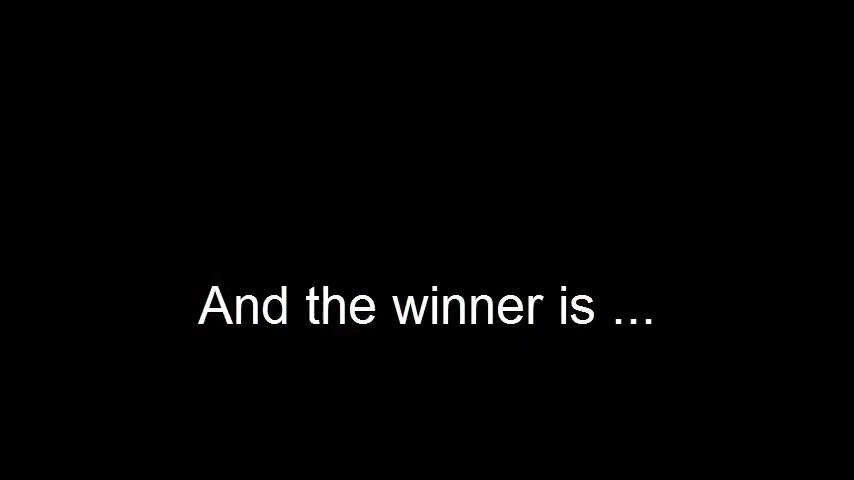 And the winner is ...